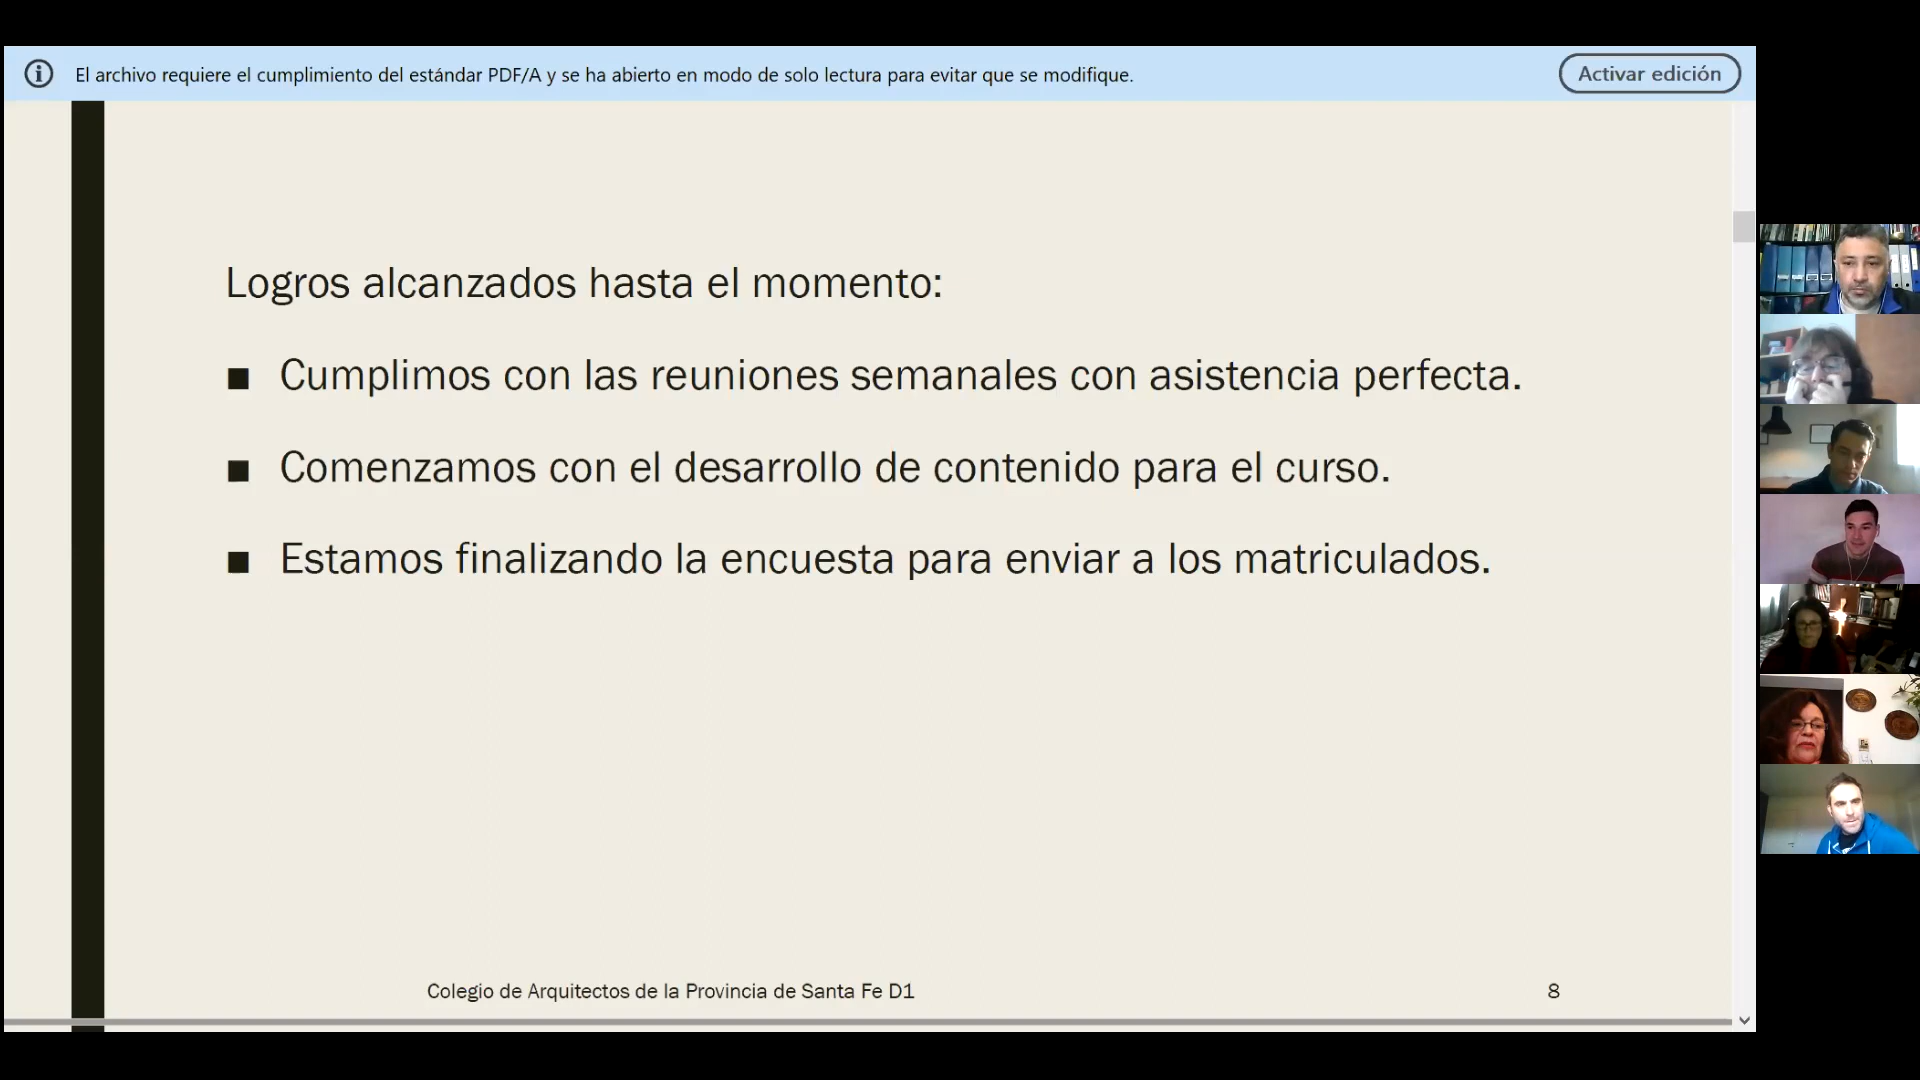 El archivo requiere el cumplimiento del estándar PDF/A y se ha abierto en modo de solo lectura para evitar que se modifique.
Activar edición
Logros alcanzados hasta el momento:
■ Cumplimos con las reuniones semanales con asistencia perfecta.
■ Comenzamos con el desarrollo de contenido para el curso.
■ Estamos finalizando la encuesta para enviar a los matriculados.
Colegio de Arquitectos de la Provincia de Santa Fe D1
8